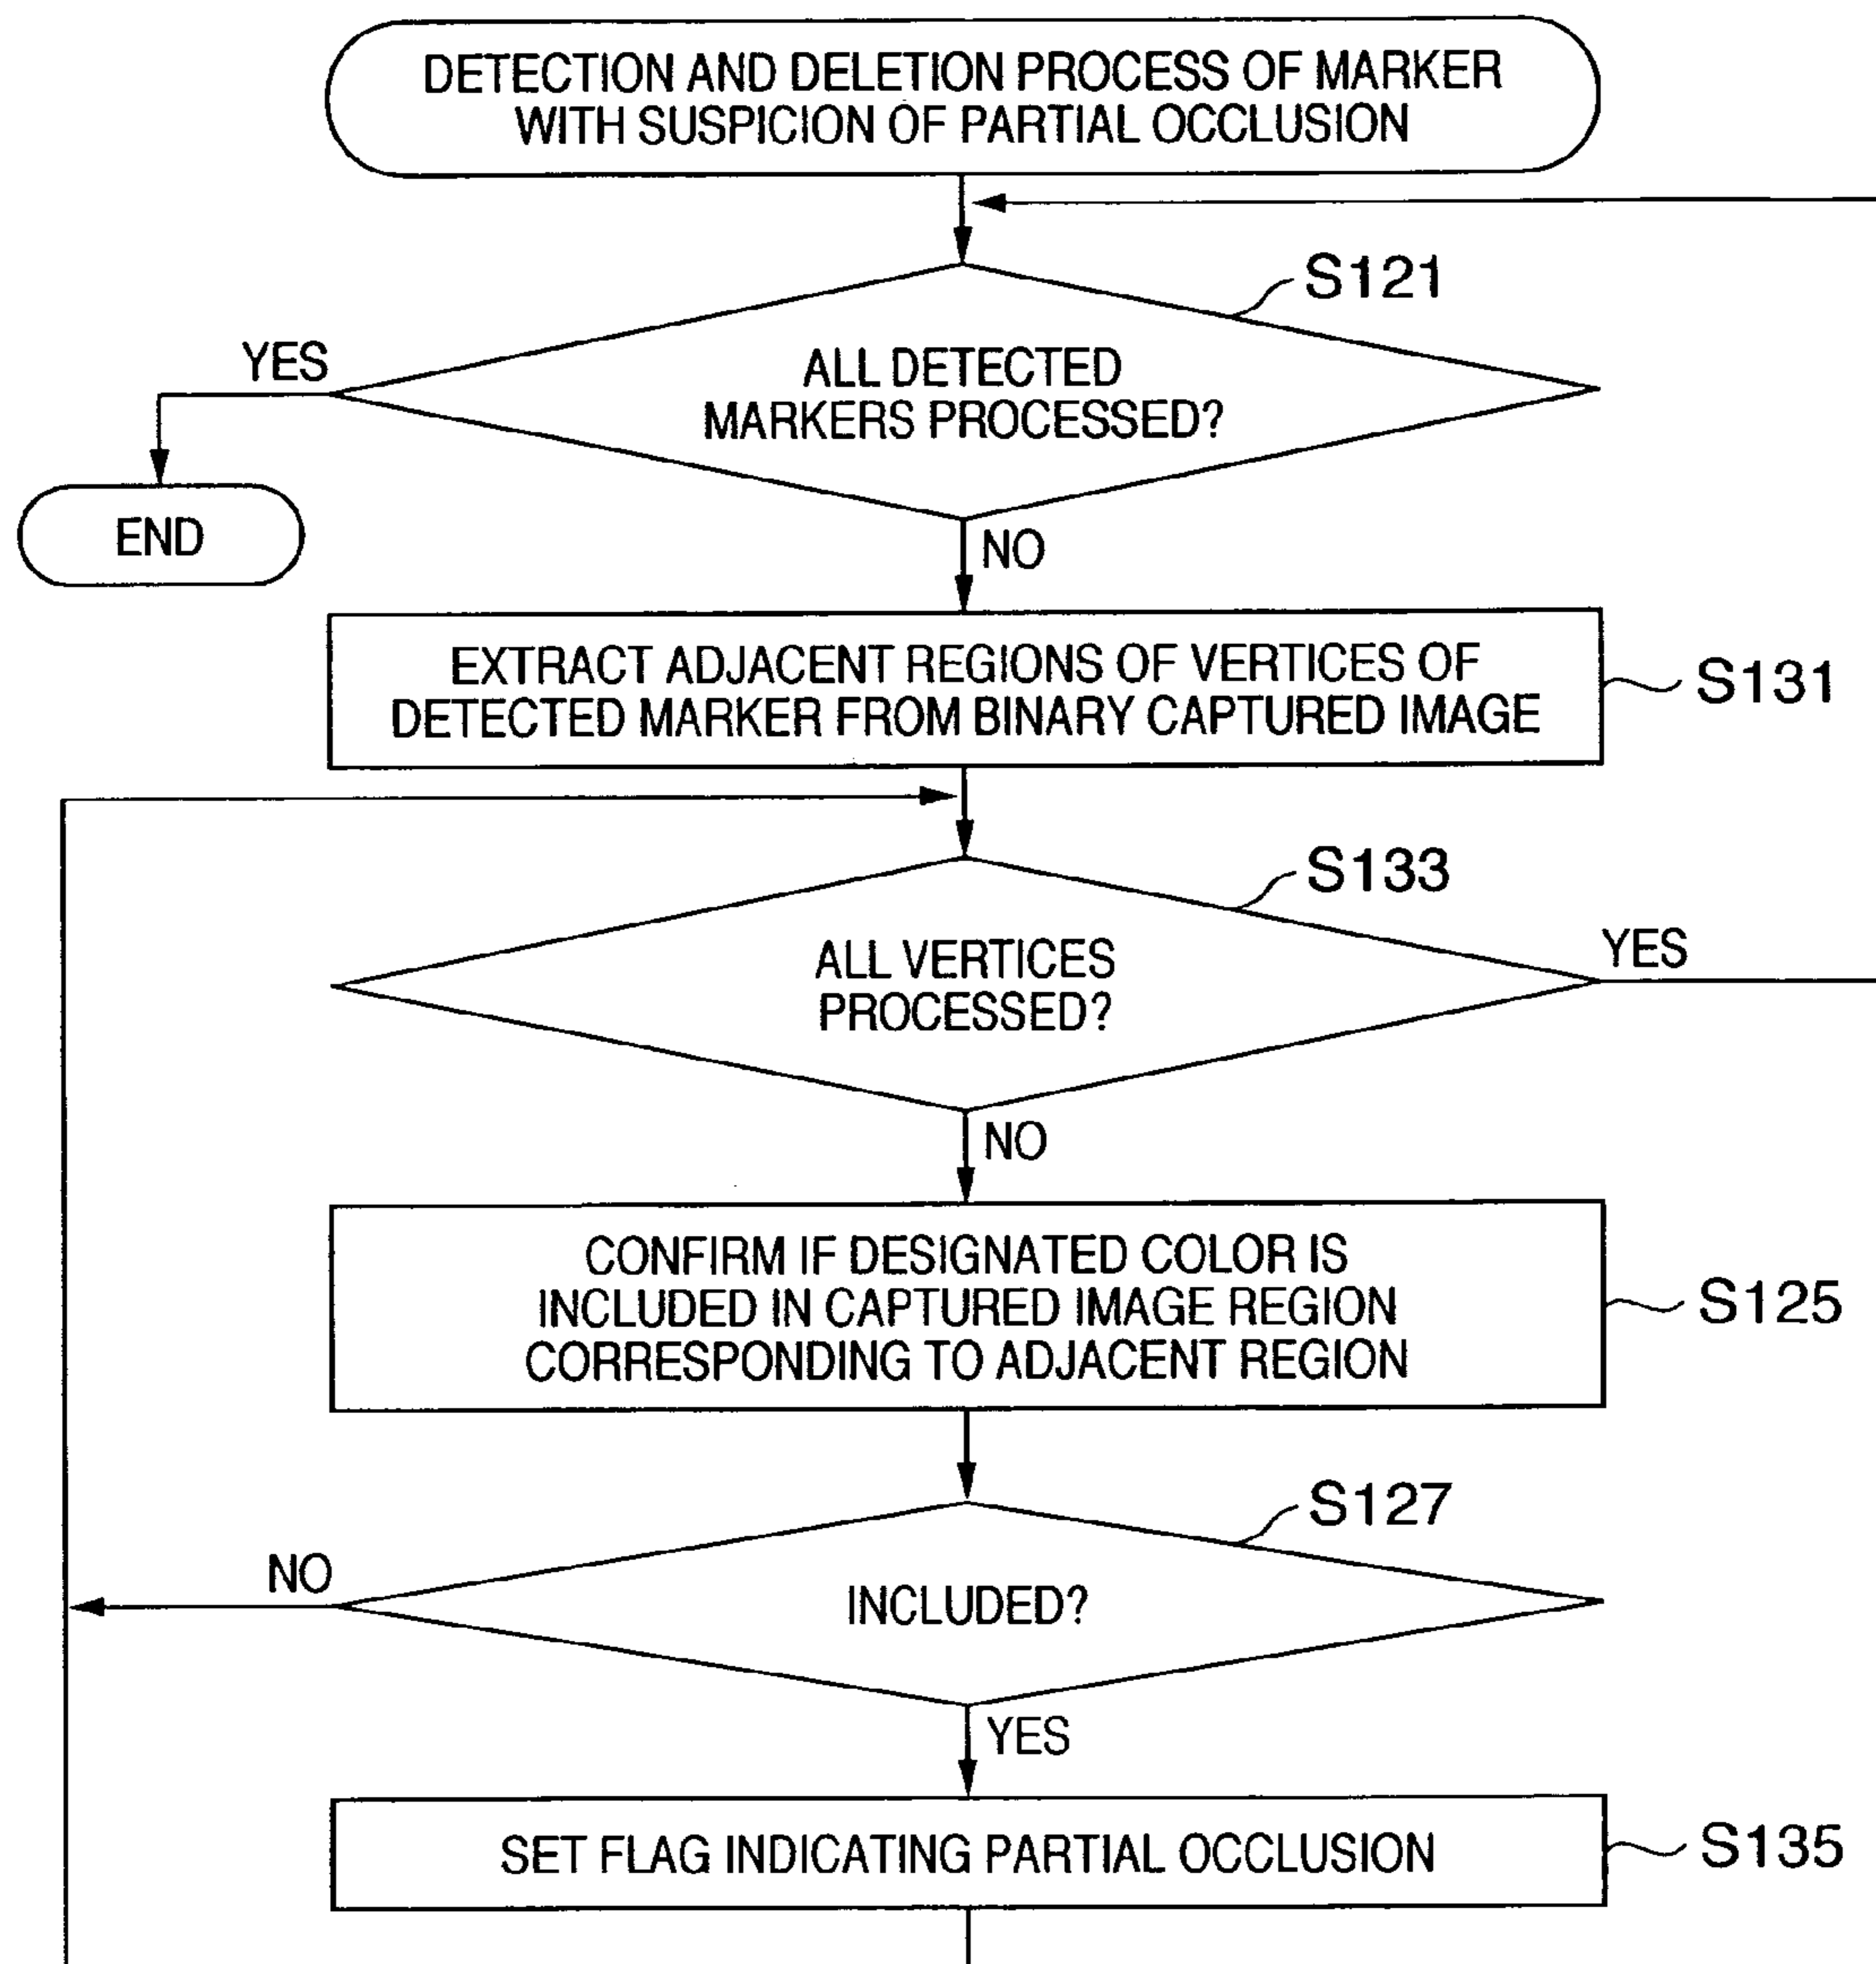 DETECTION AND DELETION PROCESS OF MARKER
WITH SUSPICION OF PARTIAL OCCLUSION
S121
YES
ALL DETECTED
MARKERS PROCESSED?
END
NO
EXTRACT ADJACENT REGIONS OF VERTICES OF
DETECTED MARKER FROM BINARY CAPTURED IMAGE
S131
S133
ALL VERTICES
PROCESSED?
YES
NO
CONFIRM IF DESIGNATED COLOR IS
INCLUDED IN CAPTURED IMAGE REGION
CORRESPONDING TO ADJACENT REGION
S125
S127
NO
INCLUDED?
YES
SET FLAG INDICATING PARTIAL OCCLUSION
S135